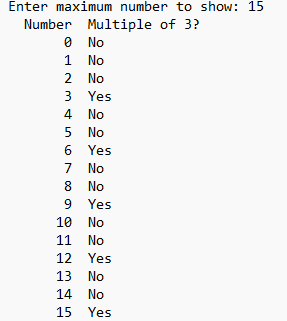 Enter maximum number to show: 15
Number  Multiple of 3?
0  No
1  No
2  No
3  Yes
4  No
5  No
6  Yes
7  No
8  No
9  Yes
10  No
11  No
12  Yes
13  No
14  No
15  Yes